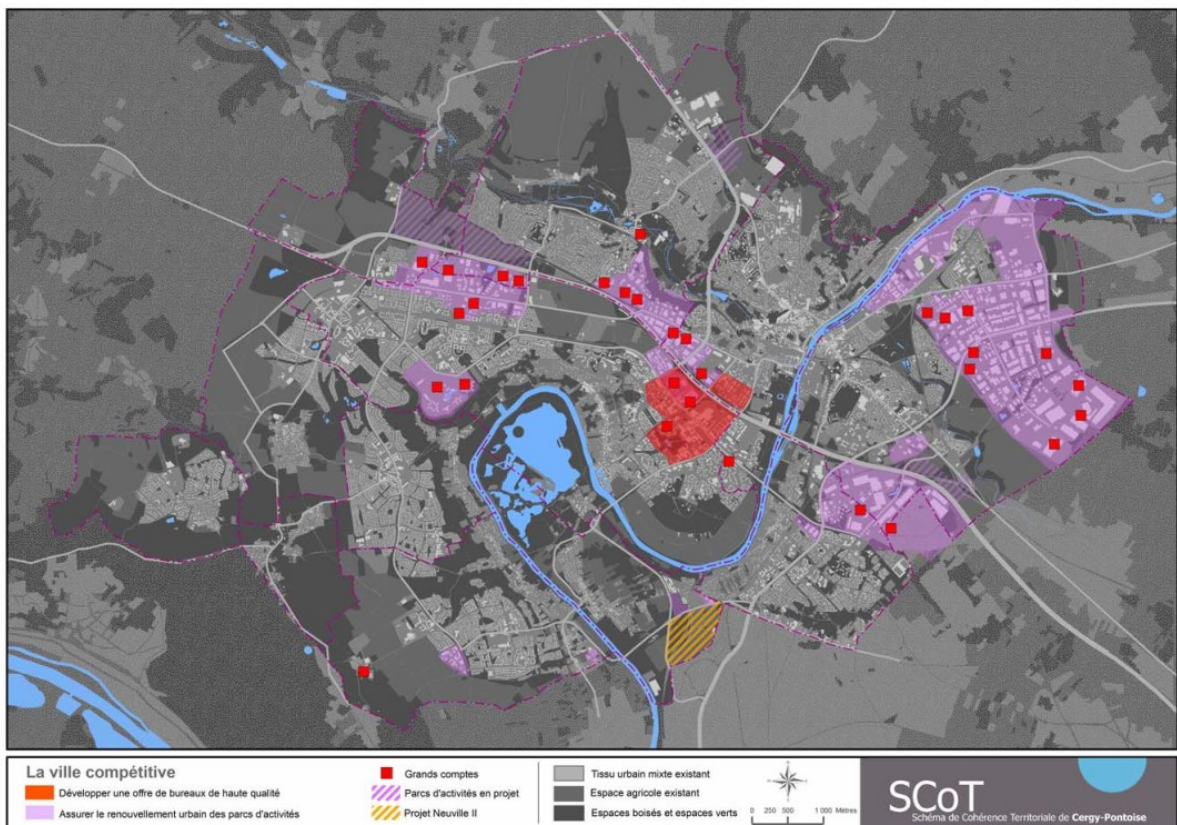 La ville compétitive
Développer une offre de bureaux de haute qualité
Assurer le renouvellement urbain des parcs d'activités
Grands comptes
Parcs d'activités en projet
Projet Neuville II
Tissu urbain mixte existant
Espace agricole existant
Espaces boisés et espaces verts
0 250 500 1 000 Mètres
SCoT
Schéma de Cohérence Territoriale de Cergy-Pontoise